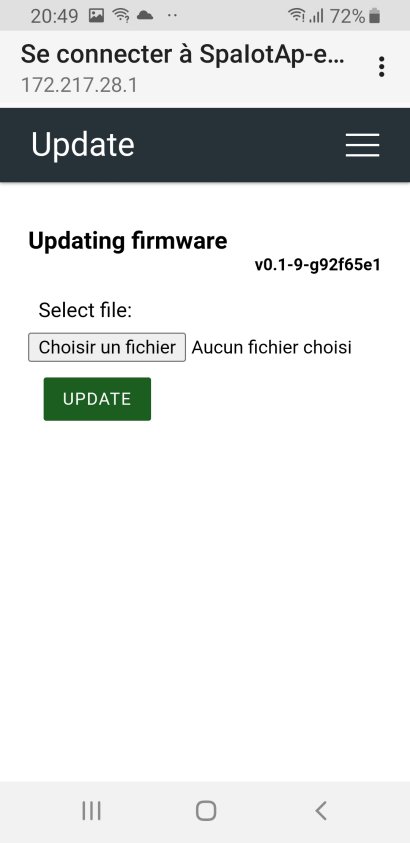 20:49 72%
Se connecter à SpaIotAp-e...
172.217.28.1
Update
Updating firmware
v0.1-9-g92f65e1
Select file:
Choisir un fichier Aucun fichier choisi
UPDATE